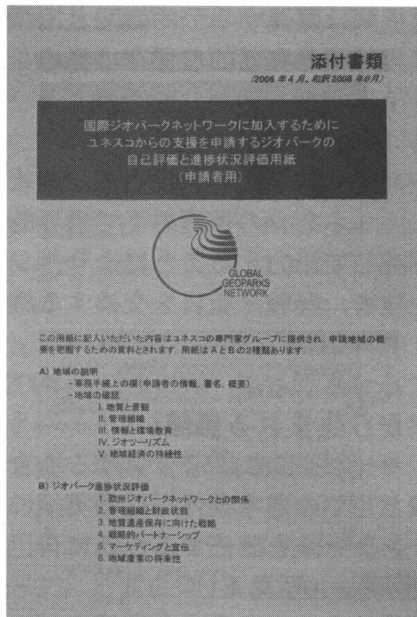 添付書類
(2006年4月、和訳2006年6月)
国際ジオパークネットワークに加入するために
ユネスコからの支援を申請するジオパークの
自己評価と進捗状況評価用紙
(申請者用)
GLOBAL
GEOPARKS
NETWORK
この用紙に記入いただいた内容はユネスコの専門家グループに提供され、申請地域の概
要を把握するための資料とされます。用紙はAとBの2種類あります
A) 地域の説明
- 事務手続上の欄(申請者の情報、署名、概要)
- 地域の確認
I. 地質と景観
II. 管理組織
III. 情報と環境教育
IV. ジオツーリズム
V. 地域経済の持続性
B) ジオパーク進捗状況評価
1. 欧州ジオパークネットワークとの関係
2. 管理組織と財政状態
3. 地質遺産保存に向けた戦略
4. 戦略的パートナーシップ
5. マーケティングと宣伝
6. 地域産業の将来性